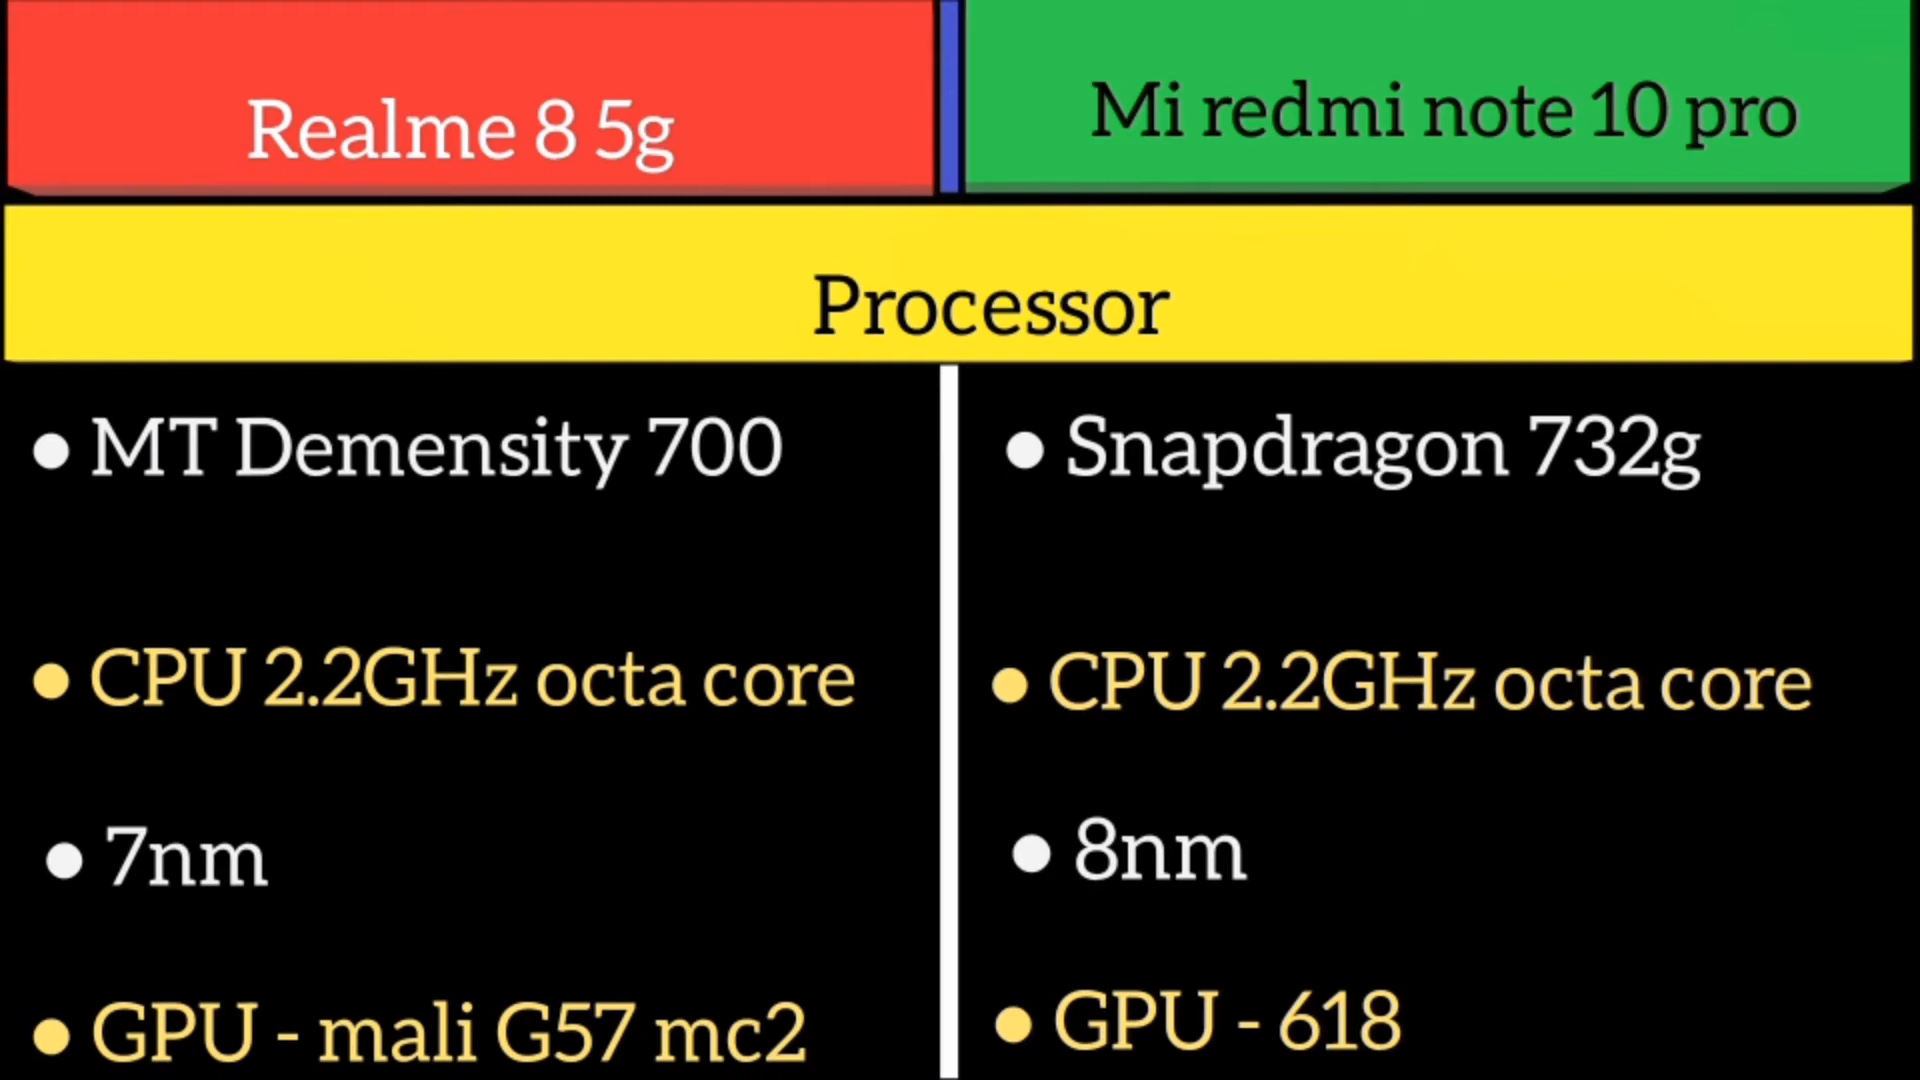 Realme 8 5g
Mi redmi note 10 pro
Processor
• MT Demensity 700
• Snapdragon 732g
• CPU 2.2GHz octa core
• CPU 2.2GHz octa core
• 7nm
• 8nm
• GPU - mali G57 mc2
• GPU - 618